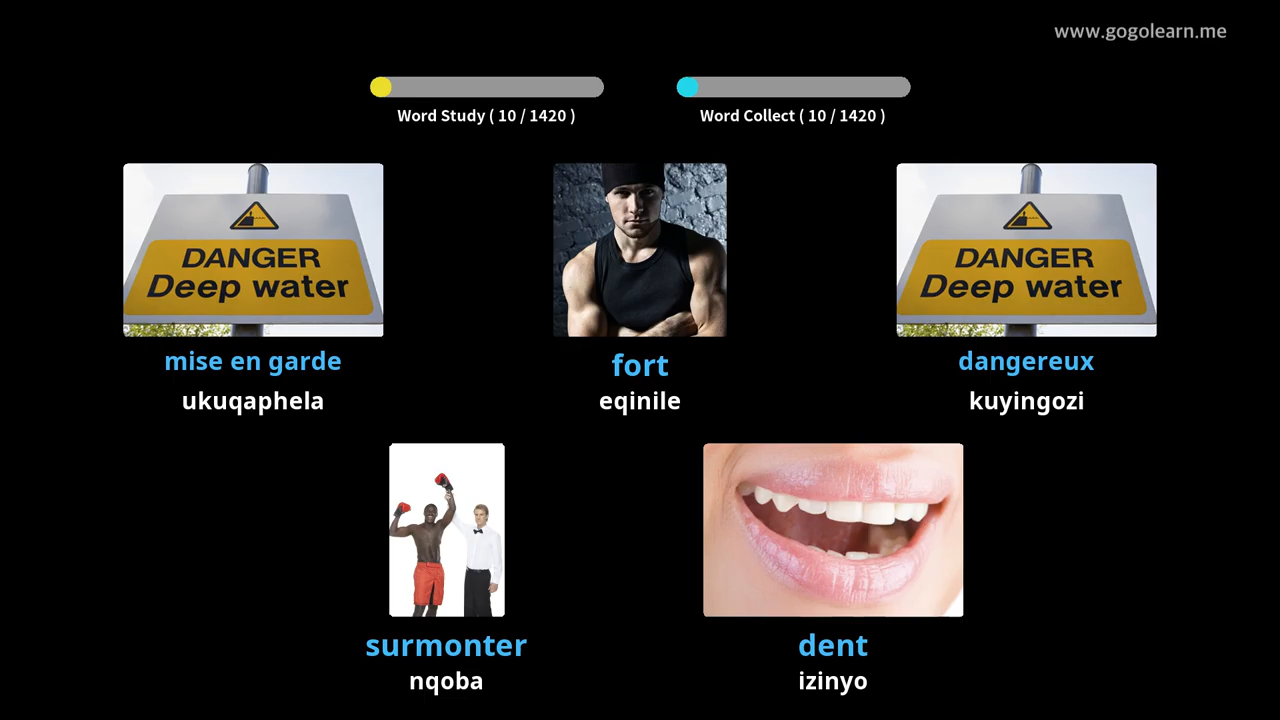 www.gogolearn.me
Word Study ( 10 / 1420 )
Word Collect ( 10 / 1420 )
DANGER
Deep water
DANGER
Deep water
mise en garde
fort
dangereux
ukuqaphela
eqinile
kuyingozi
surmonter
dent
nqoba
izinyo